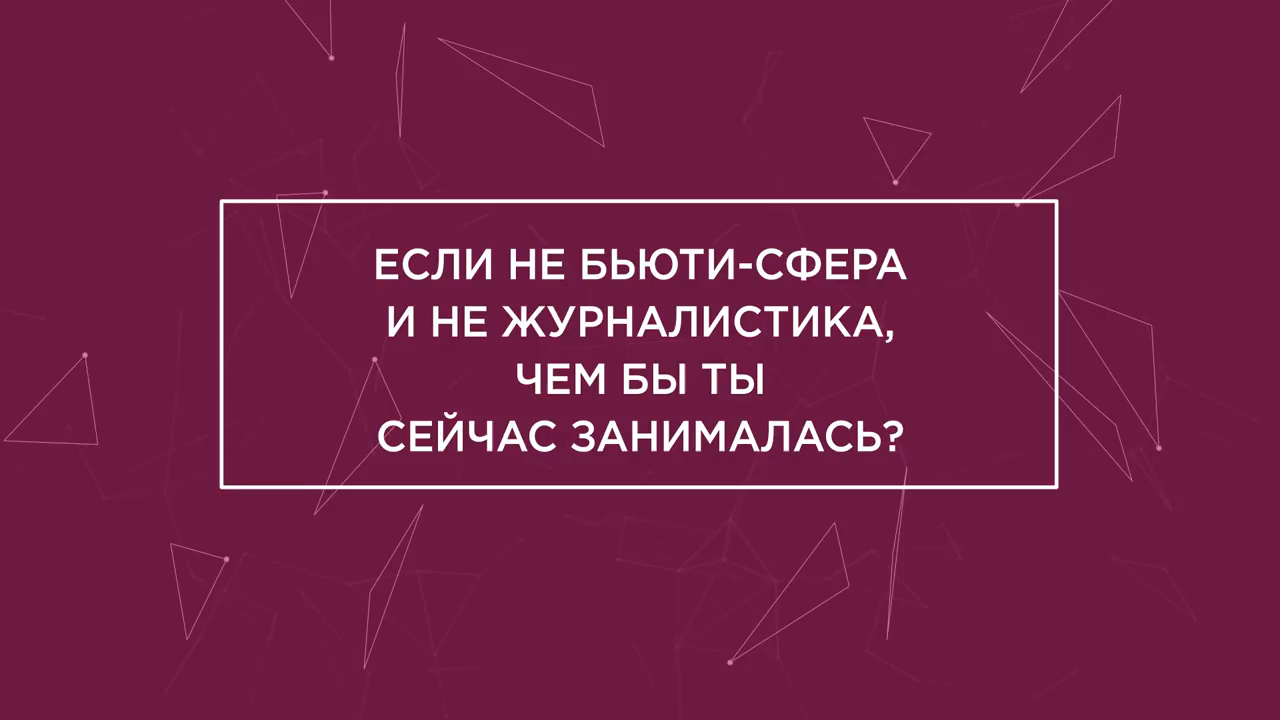 ЕСЛИ НЕ БЬЮТИ-СФЕРА
И НЕ ЖУРНАЛИСТИКА,
ЧЕМ БЫ ТЫ
СЕЙЧАС ЗАНИМАЛАСЬ?